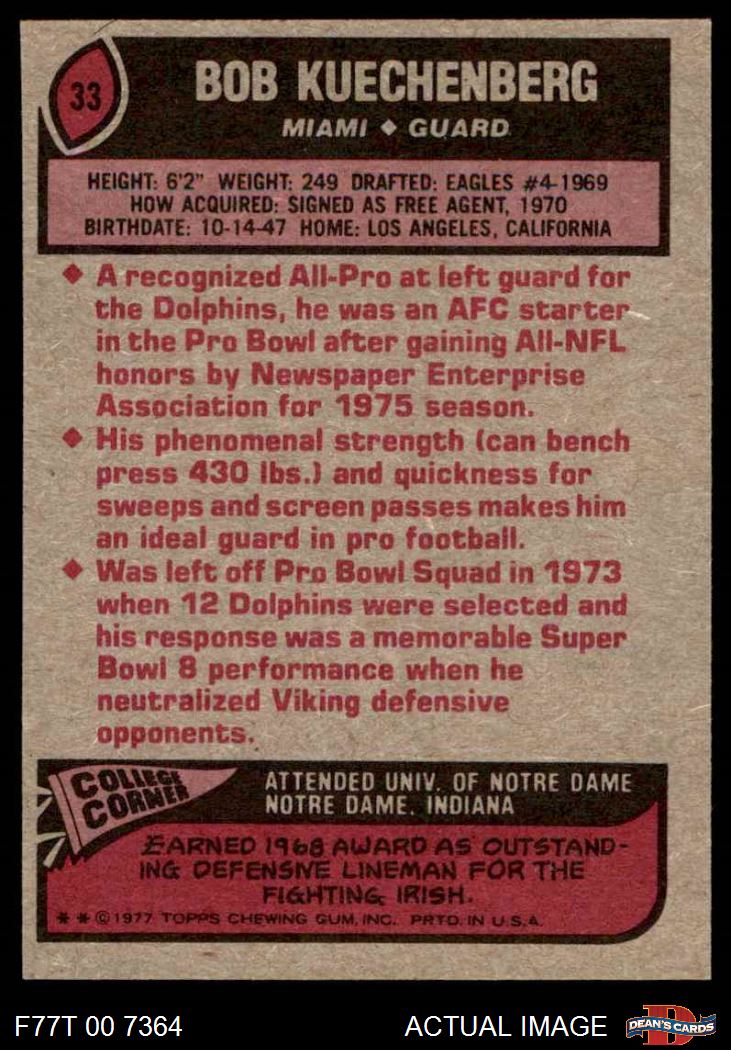 33
BOB KUECHENBERG
MIAMI ◆ GUARD
HEIGHT: 6'2" WEIGHT: 249 DRAFTED: EAGLES #4-1969
HOW ACQUIRED: SIGNED AS FREE AGENT, 1970
BIRTHDATE: 10-14-47 HOME: LOS ANGELES, CALIFORNIA
◆ A recognized All-Pro at left guard for
the Dolphins, he was an AFC starter
in the Pro Bowl after gaining All-NFL
honors by Newspaper Enterprise
Association for 1975 season.
◆ His phenomenal strength (can bench
press 430 lbs.) and quickness for
sweeps and screen passes makes him
an ideal guard in pro football.
◆ Was left off Pro Bowl Squad in 1973
when 12 Dolphins were selected and
his response was a memorable Super
Bowl 8 performance when he
neutralized Viking defensive
opponents.
COLLEGE
CORNER
ATTENDED UNIV. OF NOTRE DAME
NOTRE DAME, INDIANA
EARNED 1968 AWARD AS OUTSTAND-
ING DEFENSIVE LINEMAN FOR THE
FIGHTING IRISH.
* * © 1977 TOPPS CHEWING GUM, INC. PRTD. IN U.S.A.
F77T 00 7364
ACTUAL IMAGE
D
DEAN'S CARDS